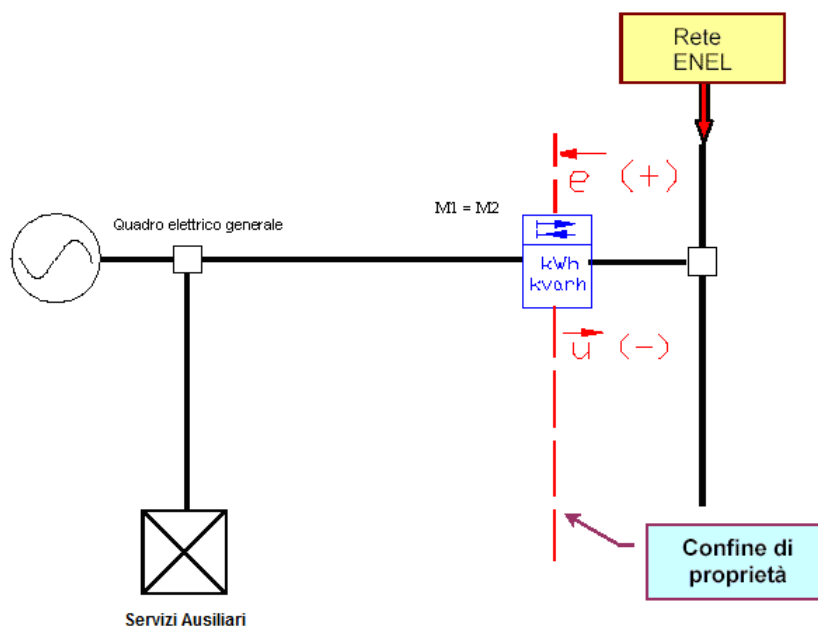 Rete
ENEL
e (+)
M1 = M2
Quadro elettrico generale
kWh
kvarh
u (-)
Confine di
proprietà
Servizi Ausiliari